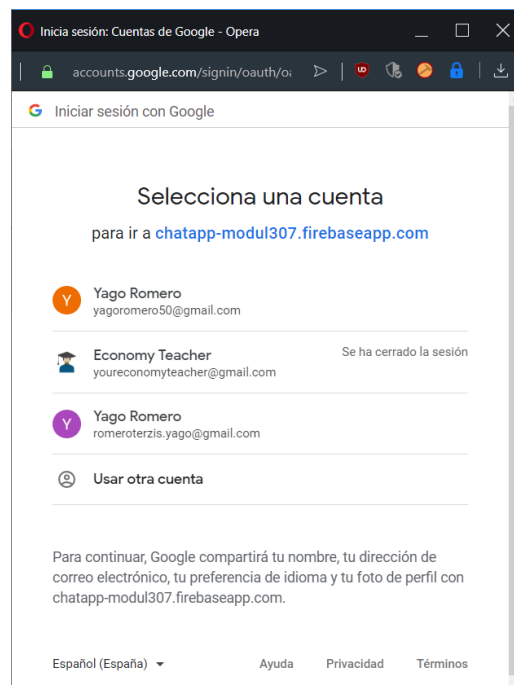 Inicia sesión: Cuentas de Google - Opera
accounts.google.com/signin/oauth/oa
G Iniciar sesión con Google
Selecciona una cuenta
para ir a chatapp-modul307.firebaseapp.com
Y Yago Romero
yagoromero50@gmail.com
Economy Teacher Se ha cerrado la sesión
youreconomyteacher@gmail.com
Y Yago Romero
romeroterzis.yago@gmail.com
Usar otra cuenta
Para continuar, Google compartirá tu nombre, tu dirección de
correo electrónico, tu preferencia de idioma y tu foto de perfil con
chatapp-modul307.firebaseapp.com.
Español (España) Ayuda Privacidad Términos